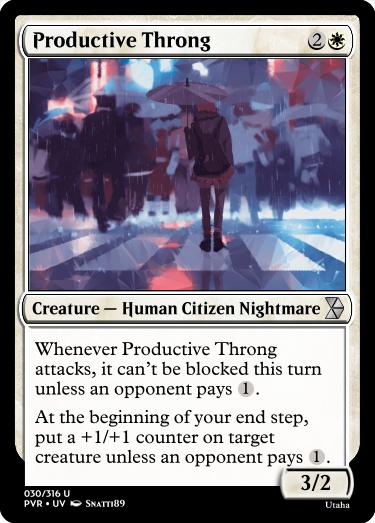 Productive Throng 2
Creature — Human Citizen Nightmare
Whenever Productive Throng
attacks, it can't be blocked this turn
unless an opponent pays 1.
At the beginning of your end step,
put a +1/+1 counter on target
creature unless an opponent pays 1.
3/2
030/316 U
PVR • UV Snatti89
Utaha